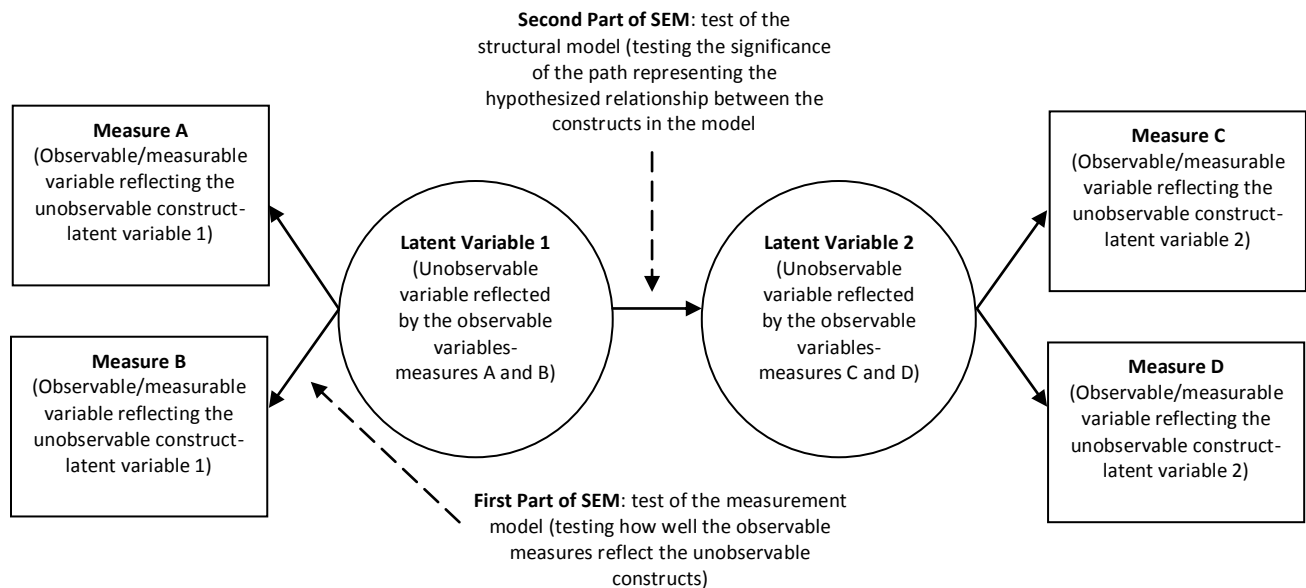 Second Part of SEM: test of the
structural model (testing the significance
of the path representing the
hypothesized relationship between the
constructs in the model
Measure A
(Observable/measurable
variable reflecting the
unobservable construct-
latent variable 1)
Measure B
(Observable/measurable
variable reflecting the
unobservable construct-
latent variable 1)
Latent Variable 1
(Unobservable
variable reflected
by the observable
variables-
measures A and B)
Latent Variable 2
(Unobservable
variable reflected
by the observable
variables-
measures C and D)
Measure C
(Observable/measurable
variable reflecting the
unobservable construct-
latent variable 2)
Measure D
(Observable/measurable
variable reflecting the
unobservable construct-
latent variable 2)
First Part of SEM: test of the measurement
model (testing how well the observable
measures reflect the unobservable
constructs)